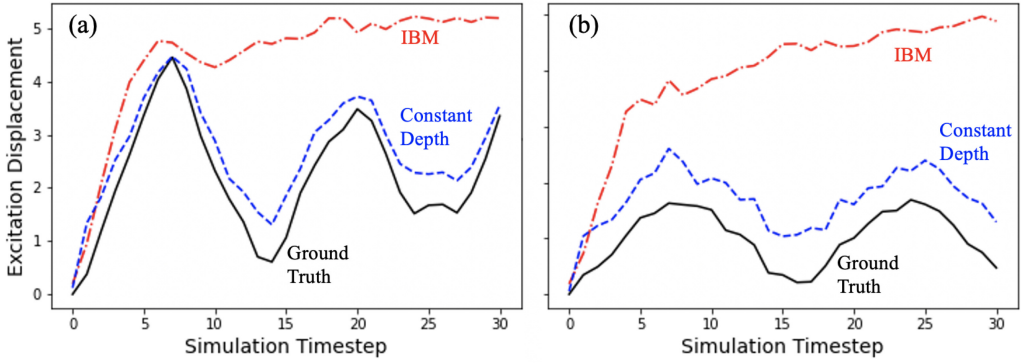 (a)
IBM
Constant
Depth
Ground
Truth
Excitation Displacement
5
4
3
2
1
0
0
5
10
15
20
25
30
Simulation Timestep
(b)
IBM
Constant
Depth
Ground
Truth
0
5
10
15
20
25
30
Simulation Timestep